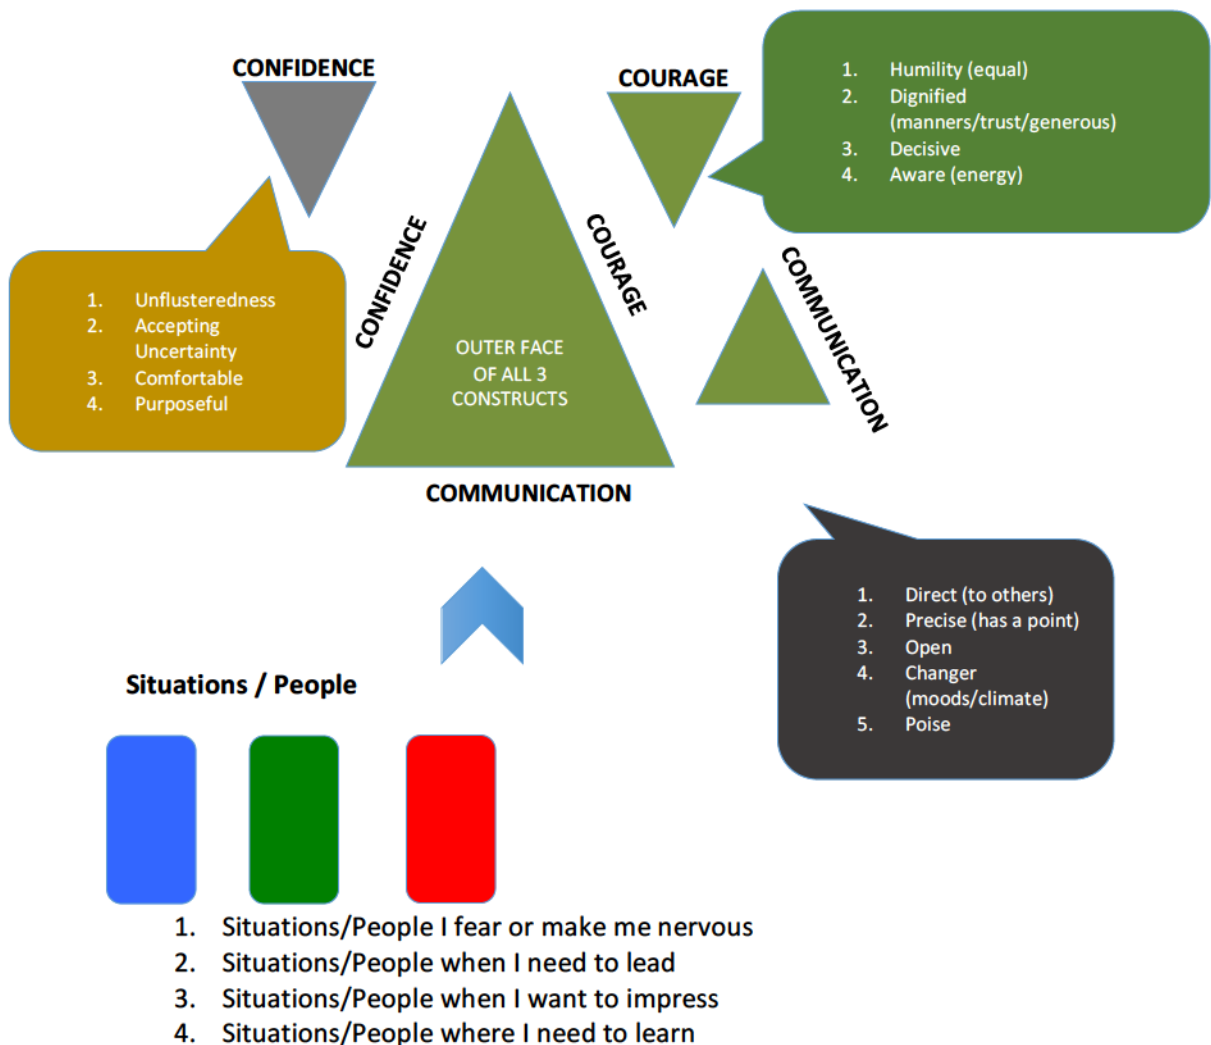 CONFIDENCE
COURAGE
1. Humility (equal)
2. Dignified
(manners/trust/generous)
3. Decisive
4. Aware (energy)
CONFIDENCE
COURAGE
COMMUNICATION
1. Unflusteredness
2. Accepting
Uncertainty
3. Comfortable
4. Purposeful
OUTER FACE
OF ALL 3
CONSTRUCTS
COMMUNICATION
1. Direct (to others)
2. Precise (has a point)
3. Open
4. Changer
(moods/climate)
5. Poise
Situations / People
1. Situations/People I fear or make me nervous
2. Situations/People when I need to lead
3. Situations/People when I want to impress
4. Situations/People where I need to learn